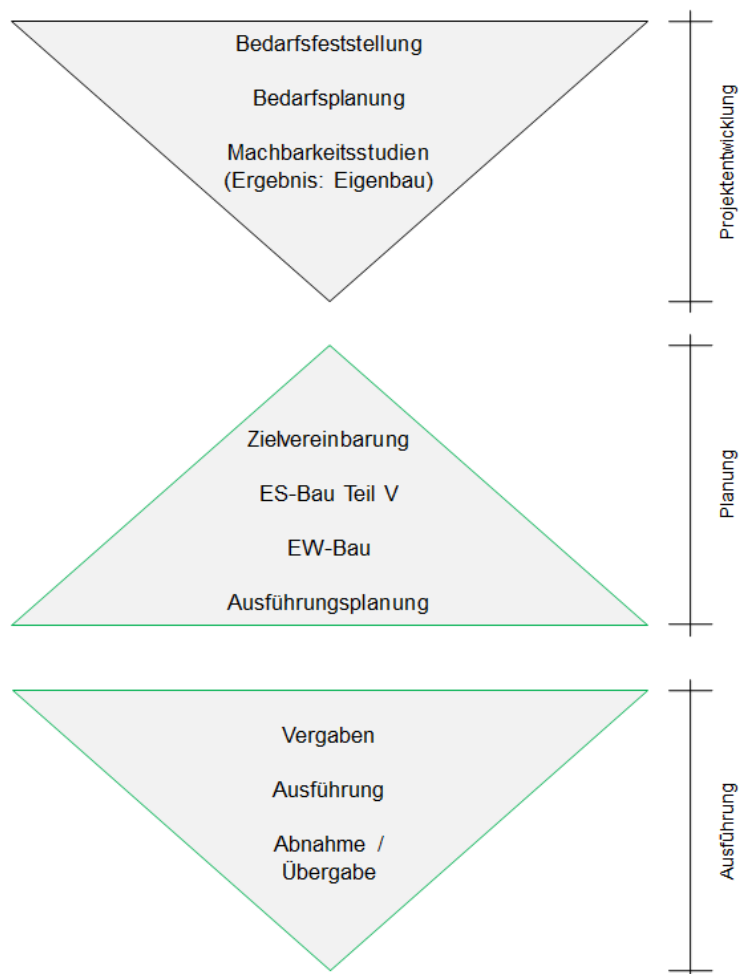 Bedarfsfeststellung
Bedarfsplanung
Machbarkeitsstudien
(Ergebnis: Eigenbau)
Projektentwicklung
Zielvereinbarung
ES-Bau Teil V
EW-Bau
Ausführungsplanung
Planung
Vergaben
Ausführung
Abnahme /
Übergabe
Ausführung